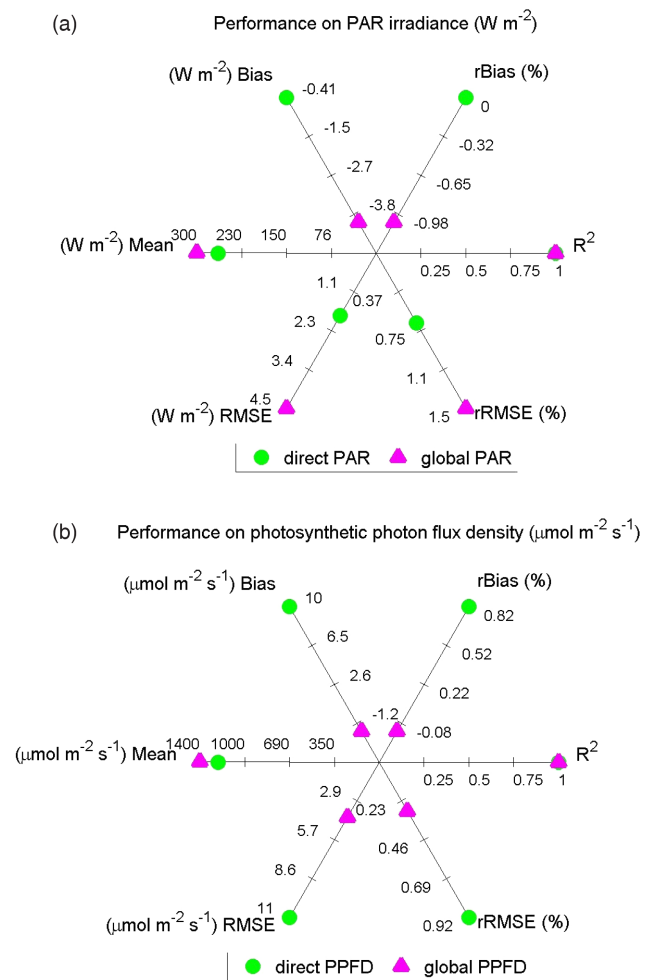 (a) Performance on PAR irradiance (W m⁻²)
(W m⁻²) Bias rBias (%)
-0.41 0
-1.5 -0.32
-2.7 -0.65
-3.8 -0.98
(W m⁻²) Mean 300 230 150 76 R²
0.25 0.5 0.75 1
1.1 0.37
2.3 0.75
3.4 1.1
(W m⁻²) RMSE 4.5 1.5 rRMSE (%)
direct PAR global PAR
(b) Performance on photosynthetic photon flux density (μmol m⁻² s⁻¹)
(μmol m⁻² s⁻¹) Bias rBias (%)
10 0.82
6.5 0.52
2.6 0.22
-1.2 -0.08
(μmol m⁻² s⁻¹) Mean 1400 1000 690 350 R²
0.25 0.5 0.75 1
2.9 0.23
5.7 0.46
8.6 0.69
(μmol m⁻² s⁻¹) RMSE 11 0.92 rRMSE (%)
direct PPFD global PPFD